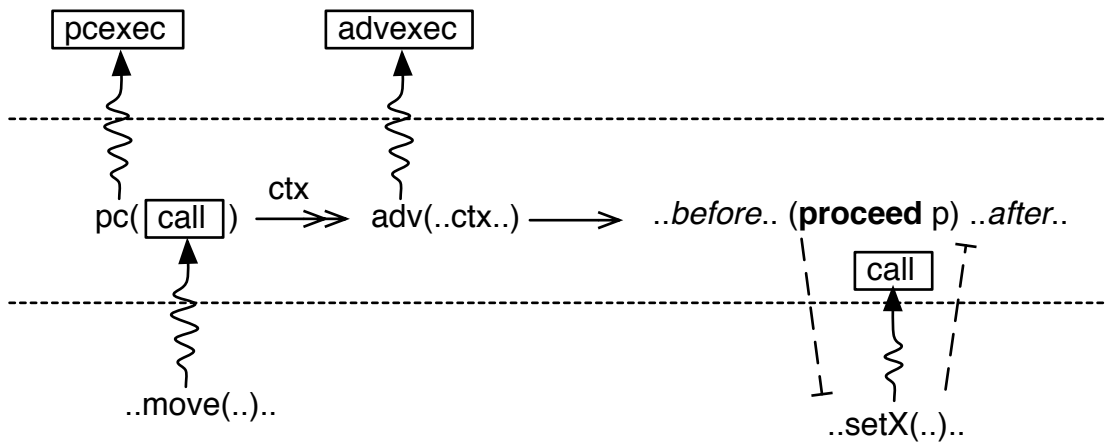 pcexec advexec
ctx
pc( call ) adv(..ctx..) ..before.. (proceed p) ..after..
call
..move(..)..
..setX(..)..